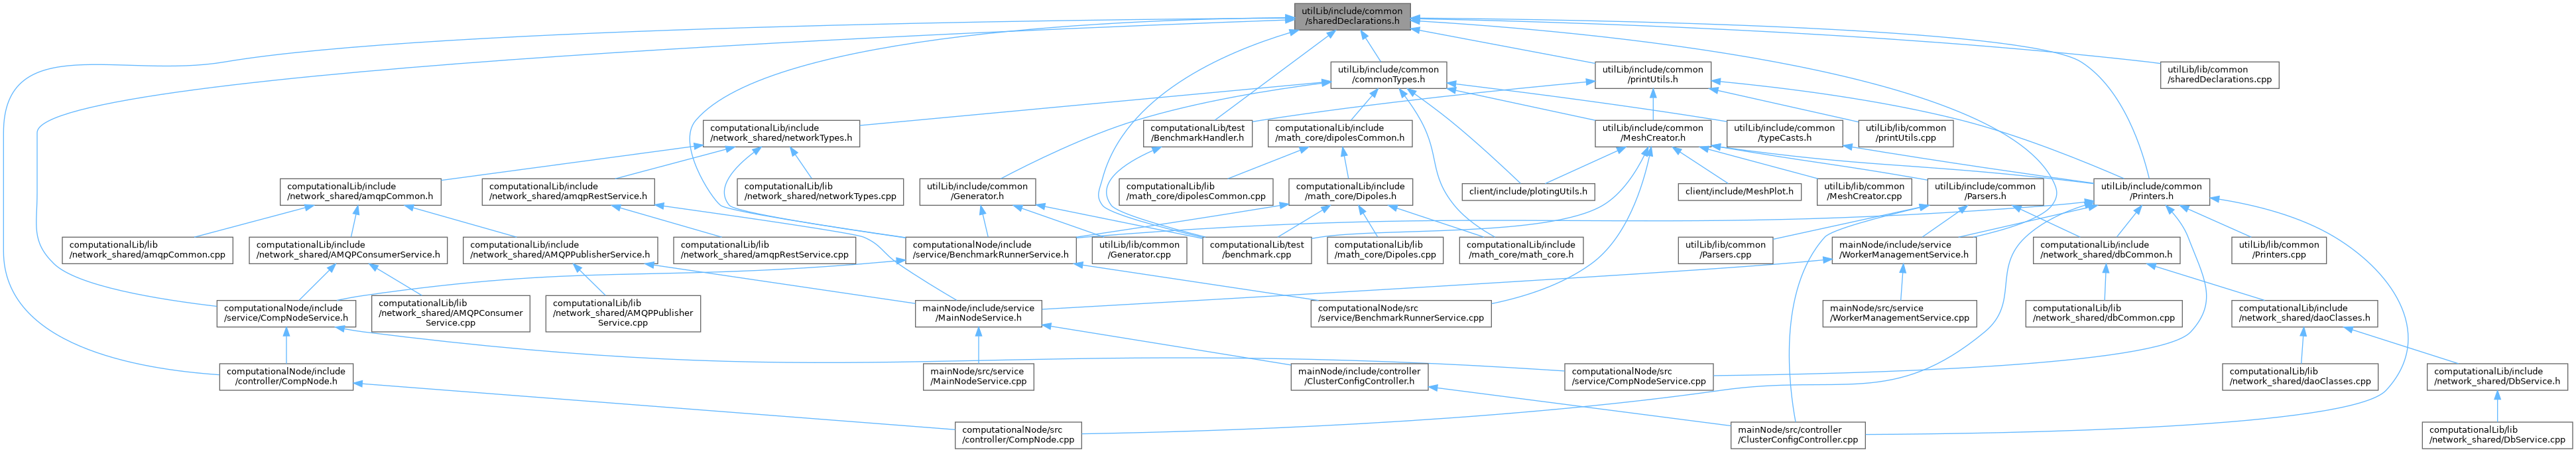 utilLib/include/common
/sharedDeclarations.h
utilLib/include/common
/commonTypes.h
utilLib/include/common
/printUtils.h
utilLib/lib/common
/sharedDeclarations.cpp
computationalLib/include
/network_shared/networkTypes.h
computationalLib/test
/BenchmarkHandler.h
computationalLib/include
/math_core/dipolesCommon.h
utilLib/include/common
/MeshCreator.h
utilLib/include/common
/typeCasts.h
utilLib/lib/common
/printUtils.cpp
computationalLib/include
/network_shared/amqpCommon.h
computationalLib/include
/network_shared/amqpRestService.h
computationalLib/lib
/network_shared/networkTypes.cpp
utilLib/include/common
/Generator.h
computationalLib/lib
/math_core/dipolesCommon.cpp
computationalLib/include
/math_core/Dipoles.h
client/include/plotingUtils.h
client/include/MeshPlot.h
utilLib/lib/common
/MeshCreator.cpp
utilLib/include/common
/Parsers.h
utilLib/include/common
/Printers.h
computationalLib/lib
/network_shared/amqpCommon.cpp
computationalLib/include
/network_shared/AMQPConsumerService.h
computationalLib/include
/network_shared/AMQPPublisherService.h
computationalLib/lib
/network_shared/amqpRestService.cpp
computationalNode/include
/service/BenchmarkRunnerService.h
utilLib/lib/common
/Generator.cpp
computationalLib/test
/benchmark.cpp
computationalLib/lib
/math_core/Dipoles.cpp
computationalLib/include
/math_core/math_core.h
utilLib/lib/common
/Parsers.cpp
mainNode/include/service
/WorkerManagementService.h
computationalLib/include
/network_shared/dbCommon.h
utilLib/lib/common
/Printers.cpp
computationalNode/include
/service/CompNodeService.h
computationalLib/lib
/network_shared/AMQPConsumer
Service.cpp
computationalLib/lib
/network_shared/AMQPPublisher
Service.cpp
mainNode/include/service
/MainNodeService.h
computationalNode/src
/service/BenchmarkRunnerService.cpp
mainNode/src/service
/WorkerManagementService.cpp
computationalLib/lib
/network_shared/dbCommon.cpp
computationalLib/include
/network_shared/daoClasses.h
computationalNode/include
/controller/CompNode.h
mainNode/src/service
/MainNodeService.cpp
mainNode/include/controller
/ClusterConfigController.h
computationalNode/src
/service/CompNodeService.cpp
computationalLib/lib
/network_shared/daoClasses.cpp
computationalLib/include
/network_shared/DbService.h
computationalNode/src
/controller/CompNode.cpp
mainNode/src/controller
/ClusterConfigController.cpp
computationalLib/lib
/network_shared/DbService.cpp